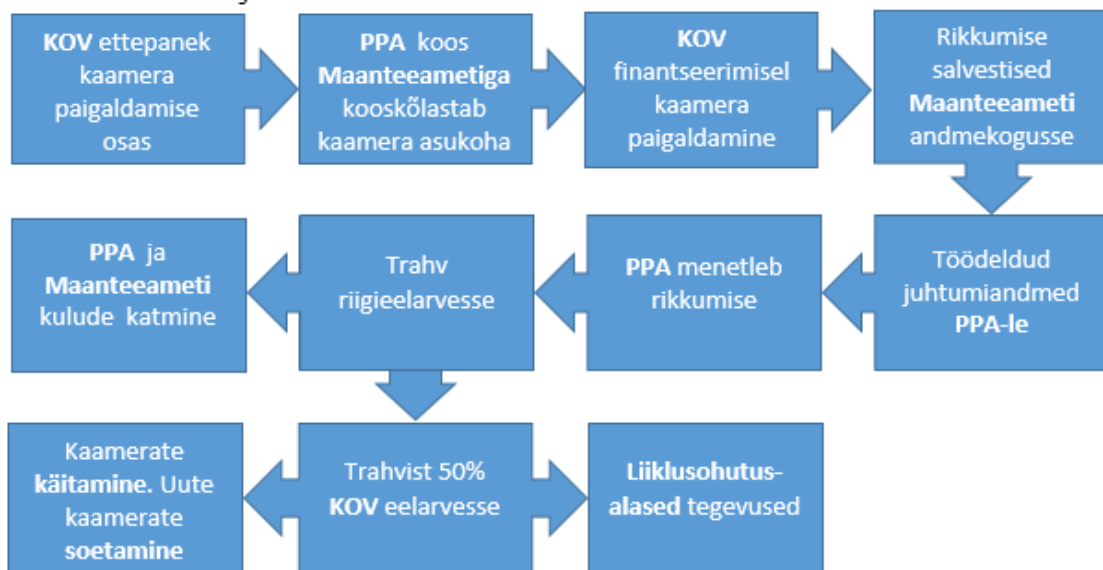 KOV ettepanek
kaamera
paigaldamise
osas
PPA koos
Maanteeametiga
kooskõlastab
kaamera asukoha
KOV
finantseerimisel
kaamera
paigaldamine
Rikkumise
salvestised
Maanteeameti
andmekogusse
Töödeldud
juhtumiandmed
PPA-le
PPA menetleb
rikkumise
Trahv
riigieelarvesse
PPA ja
Maanteeameti
kulude katmine
Trahvist 50%
KOV eelarvesse
Kaamerate
käitamine. Uute
kaamerate
soetamine
Liiklusohutus-
alased tegevused